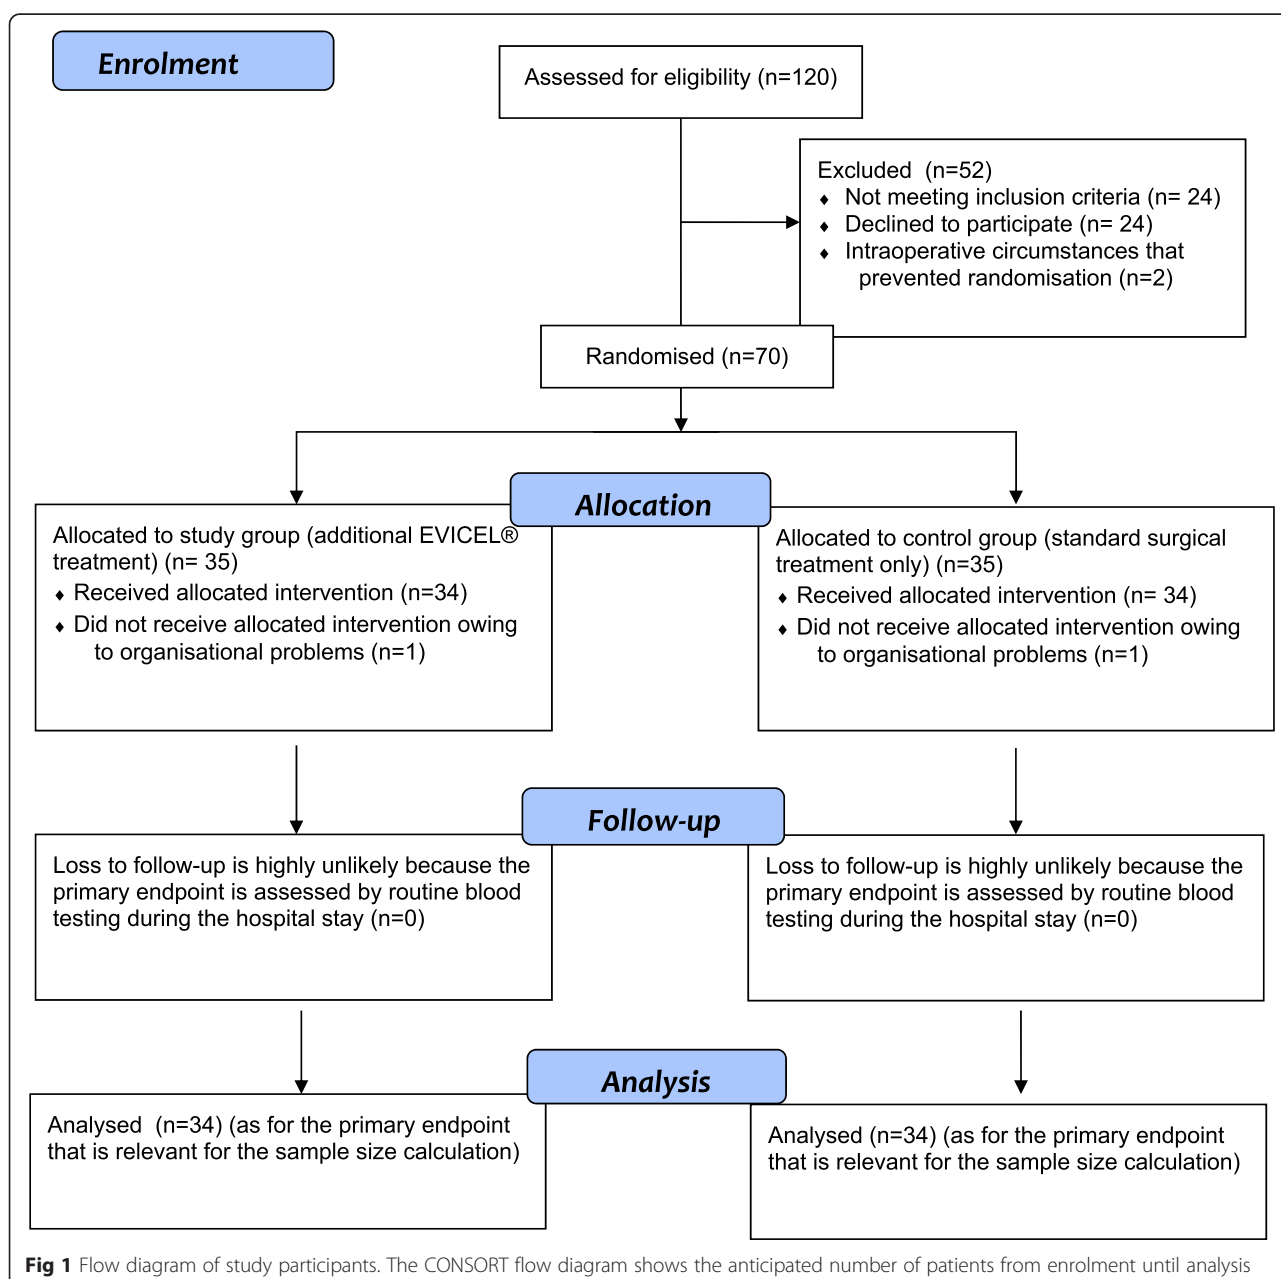 Enrolment
Assessed for eligibility (n=120)
Excluded (n=52)
♦ Not meeting inclusion criteria (n= 24)
♦ Declined to participate (n= 24)
♦ Intraoperative circumstances that
prevented randomisation (n=2)
Randomised (n=70)
Allocation
Allocated to study group (additional EVICEL®
treatment) (n= 35)
♦ Received allocated intervention (n=34)
♦ Did not receive allocated intervention owing
to organisational problems (n=1)
Allocated to control group (standard surgical
treatment only) (n=35)
♦ Received allocated intervention (n= 34)
♦ Did not receive allocated intervention owing
to organisational problems (n=1)
Follow-up
Loss to follow-up is highly unlikely because the
primary endpoint is assessed by routine blood
testing during the hospital stay (n=0)
Loss to follow-up is highly unlikely because the
primary endpoint is assessed by routine blood
testing during the hospital stay (n=0)
Analysis
Analysed (n=34) (as for the primary endpoint
that is relevant for the sample size calculation)
Analysed (n=34) (as for the primary endpoint
that is relevant for the sample size calculation)
Fig 1 Flow diagram of study participants. The CONSORT flow diagram shows the anticipated number of patients from enrolment until analysis